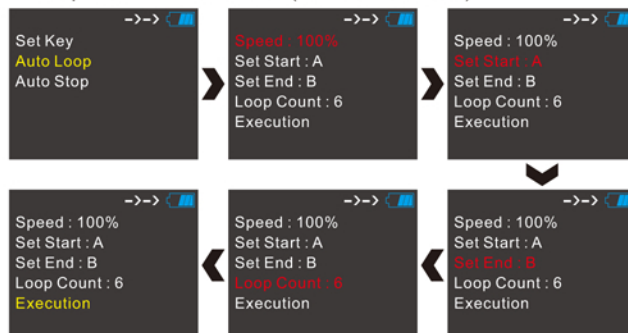 ->->
Set Key
Auto Loop
Auto Stop
->->
Speed : 100%
Set Start : A
Set End : B
Loop Count : 6
Execution
->->
Speed : 100%
Set Start : A
Set End : B
Loop Count : 6
Execution
->->
Speed : 100%
Set Start : A
Set End : B
Loop Count : 6
Execution
->->
Speed : 100%
Set Start : A
Set End : B
Loop Count : 6
Execution
->->
Speed : 100%
Set Start : A
Set End : B
Loop Count : 6
Execution